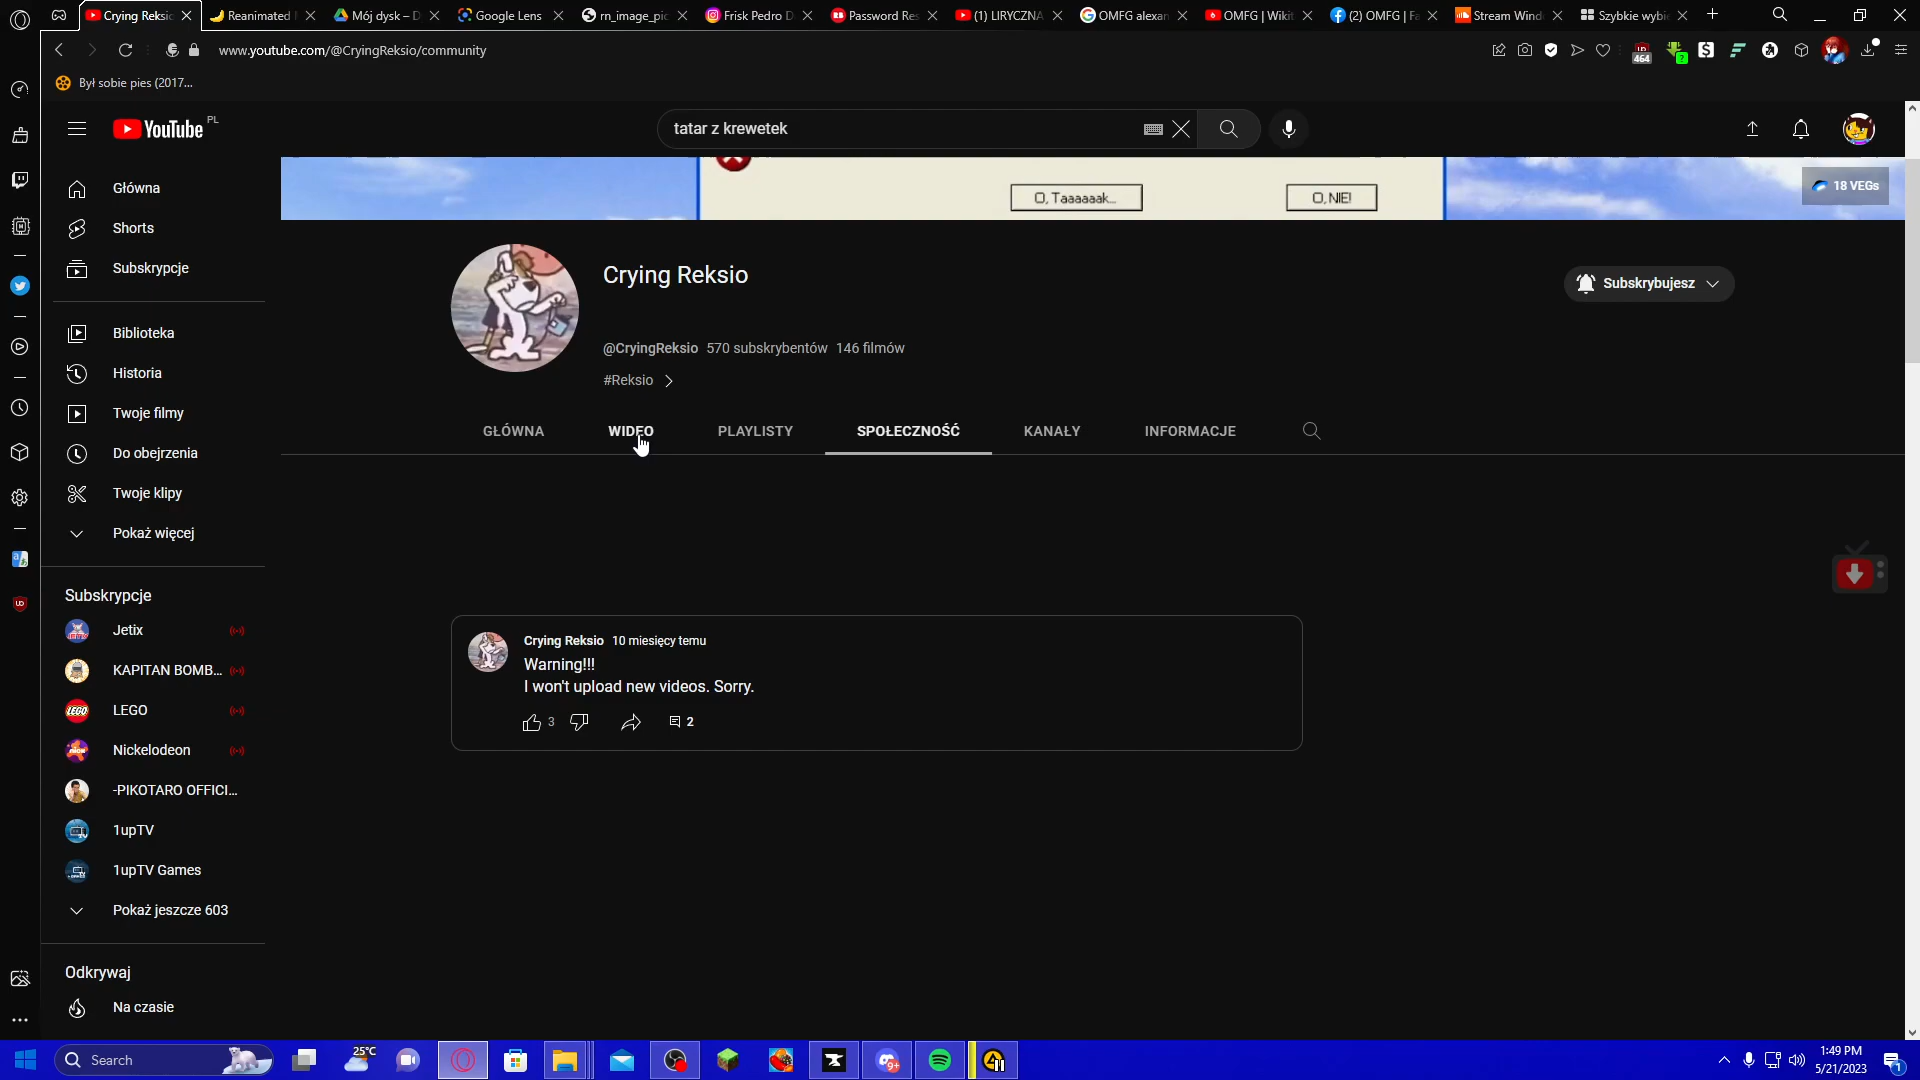 Crying Reksio
Reanimated
Mój dysk – D
Google Lens
rn_image_pic
Frisk Pedro D
Password Res
(1) LIRYCZNA
OMFG alexan
OMFG | Wiki
(2) OMFG | Fa
Stream Wind
Szybkie wybi
www.youtube.com/@CryingReksio/community
464
?
Był sobie pies (2017...
YouTube PL
tatar z krewetek
O, Taaaaaak...
O, NIE!
18 VEGs
Główna
Shorts
Subskrypcje
Biblioteka
Historia
Twoje filmy
Do obejrzenia
Twoje klipy
Pokaż więcej
Subskrypcje
Jetix
KAPITAN BOMB...
LEGO
Nickelodeon
-PIKOTARO OFFICI...
1upTV
1upTV Games
Pokaż jeszcze 603
Odkrywaj
Na czasie
Crying Reksio
Subskrybujesz
@CryingReksio 570 subskrybentów 146 filmów
#Reksio
GŁÓWNA
WIDEO
PLAYLISTY
SPOŁECZNOŚĆ
KANAŁY
INFORMACJE
Crying Reksio 10 miesięcy temu
Warning!!!
I won't upload new videos. Sorry.
3
2
Search
25°C
9+
1:49 PM
5/21/2023
1